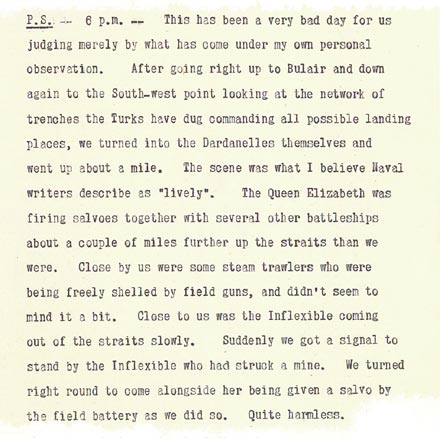 P.S. -- 6 p.m. -- This has been a very bad day for us
judging merely by what has come under my own personal
observation. After going right up to Bulair and down
again to the South-west point looking at the network of
trenches the Turks have dug commanding all possible landing
places, we turned into the Dardanelles themselves and
went up about a mile. The scene was what I believe Naval
writers describe as "lively". The Queen Elizabeth was
firing salvoes together with several other battleships
about a couple of miles further up the straits than we
were. Close by us were some steam trawlers who were
being freely shelled by field guns, and didn't seem to
mind it a bit. Close to us was the Inflexible coming
out of the straits slowly. Suddenly we got a signal to
stand by the Inflexible who had struck a mine. We turned
right round to come alongside her being given a salvo by
the field battery as we did so. Quite harmless.